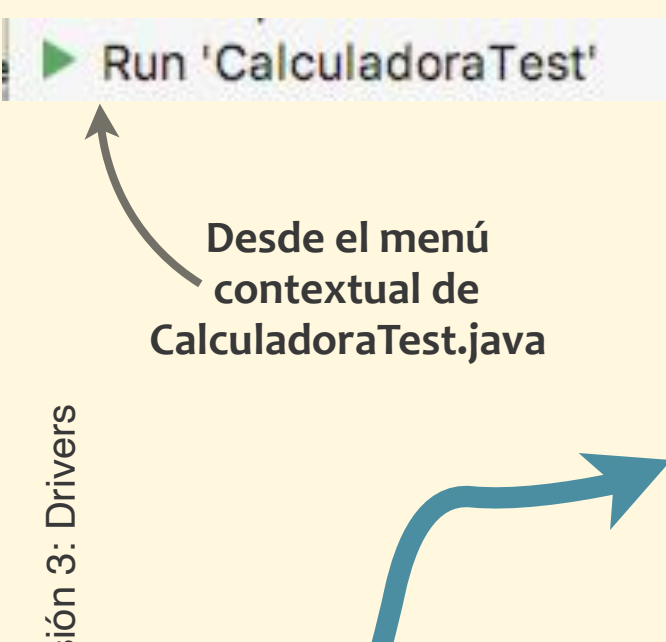 Run 'CalculadoraTest'
Desde el menú
contextual de
CalculadoraTest.java
sión 3: Drivers